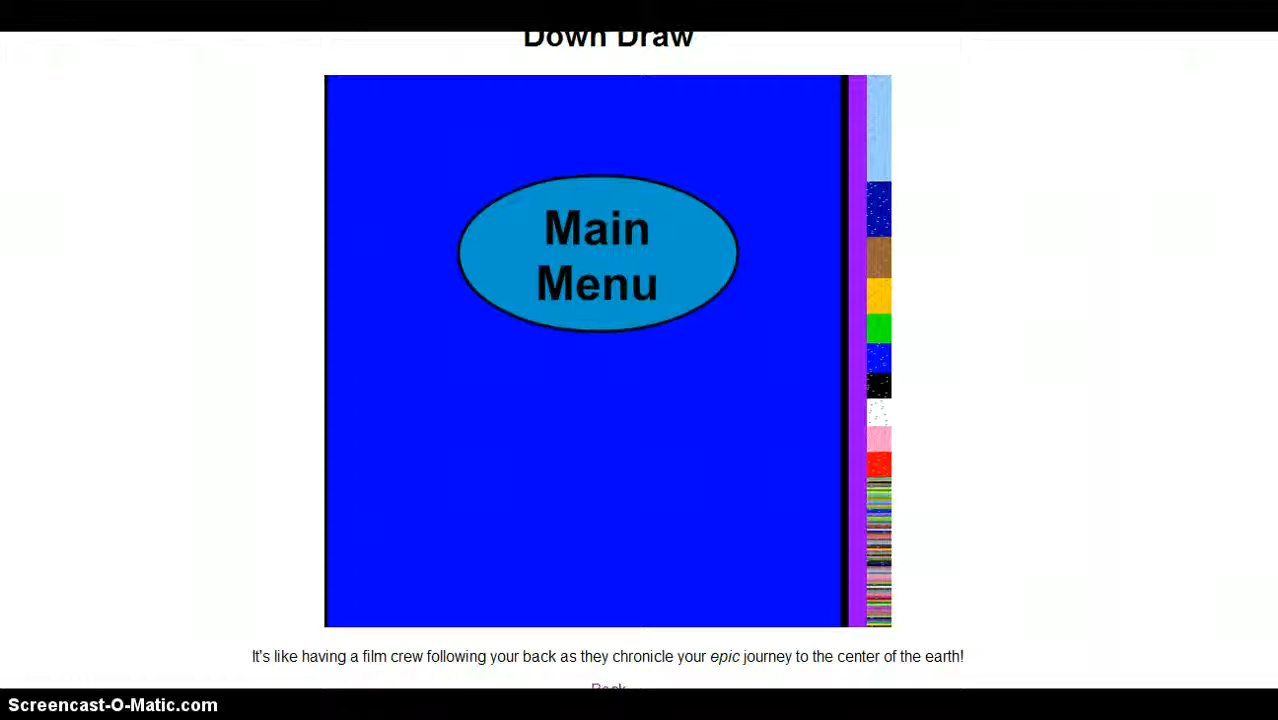 Down Draw
Main
Menu
It's like having a film crew following your back as they chronicle your epic journey to the center of the earth!
Back
Screencast-O-Matic.com